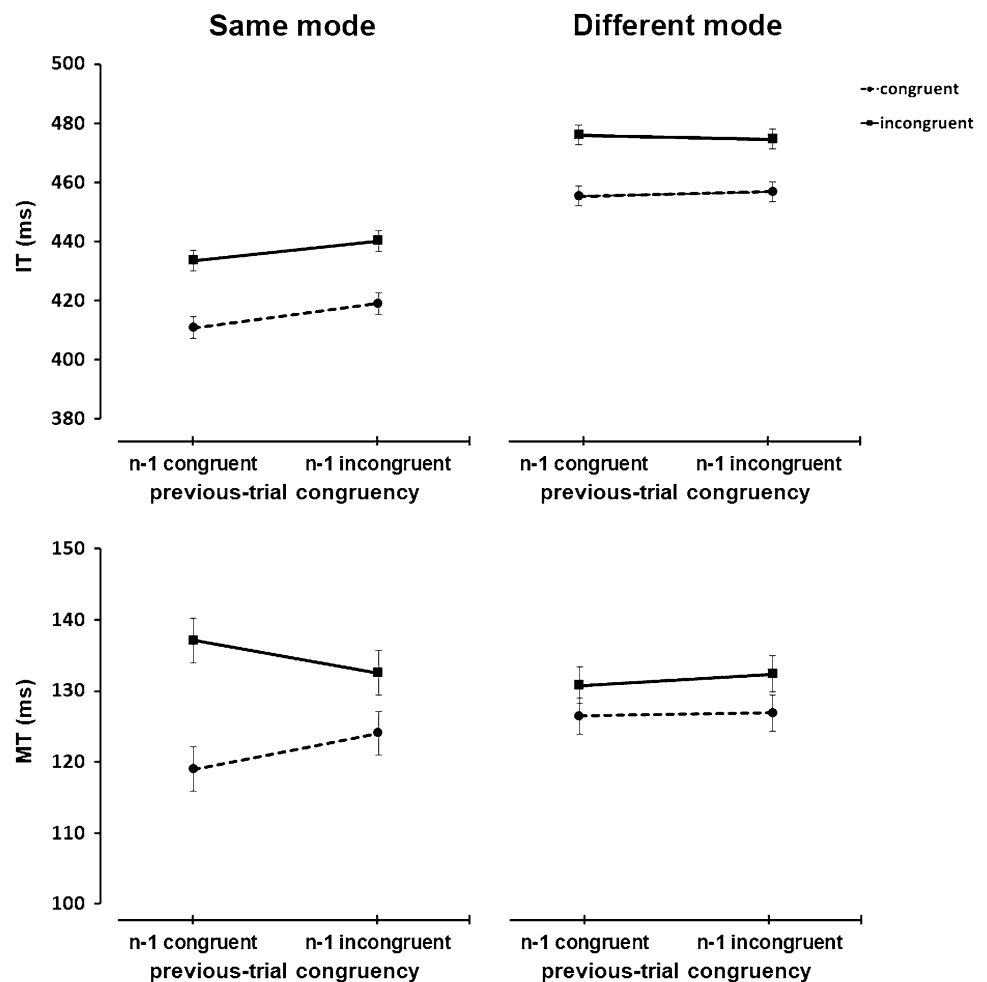 Same mode
Different mode
500
480
460
440
420
400
380
IT (ms)
congruent
incongruent
n-1 congruent
n-1 incongruent
previous-trial congruency
n-1 congruent
n-1 incongruent
previous-trial congruency
150
140
130
120
110
100
MT (ms)
n-1 congruent
n-1 incongruent
previous-trial congruency
n-1 congruent
n-1 incongruent
previous-trial congruency